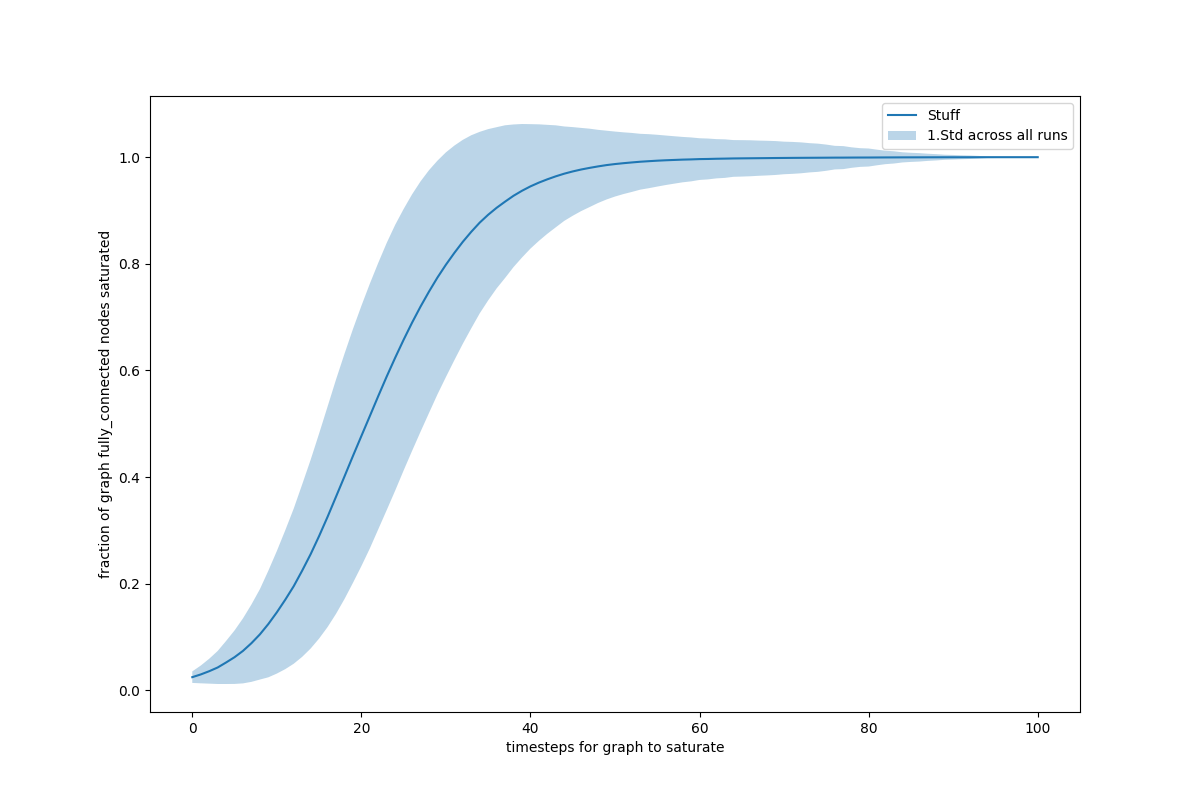 Stuff
1.Std across all runs
1.0
0.8
0.6
0.4
0.2
0.0
fraction of graph fully_connected nodes saturated
0 20 40 60 80 100
timesteps for graph to saturate